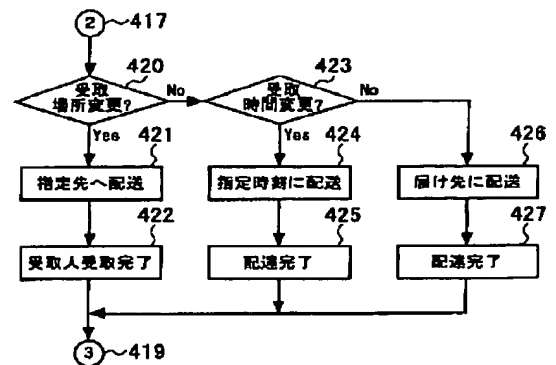 2 417
420
受取
場所変更?
No
423
受取
時間変更?
No
Yes
421
指定先へ配送
422
受取人受取完了
Yes
424
指定時刻に配送
425
配達完了
426
届け先に配送
427
配達完了
3 419